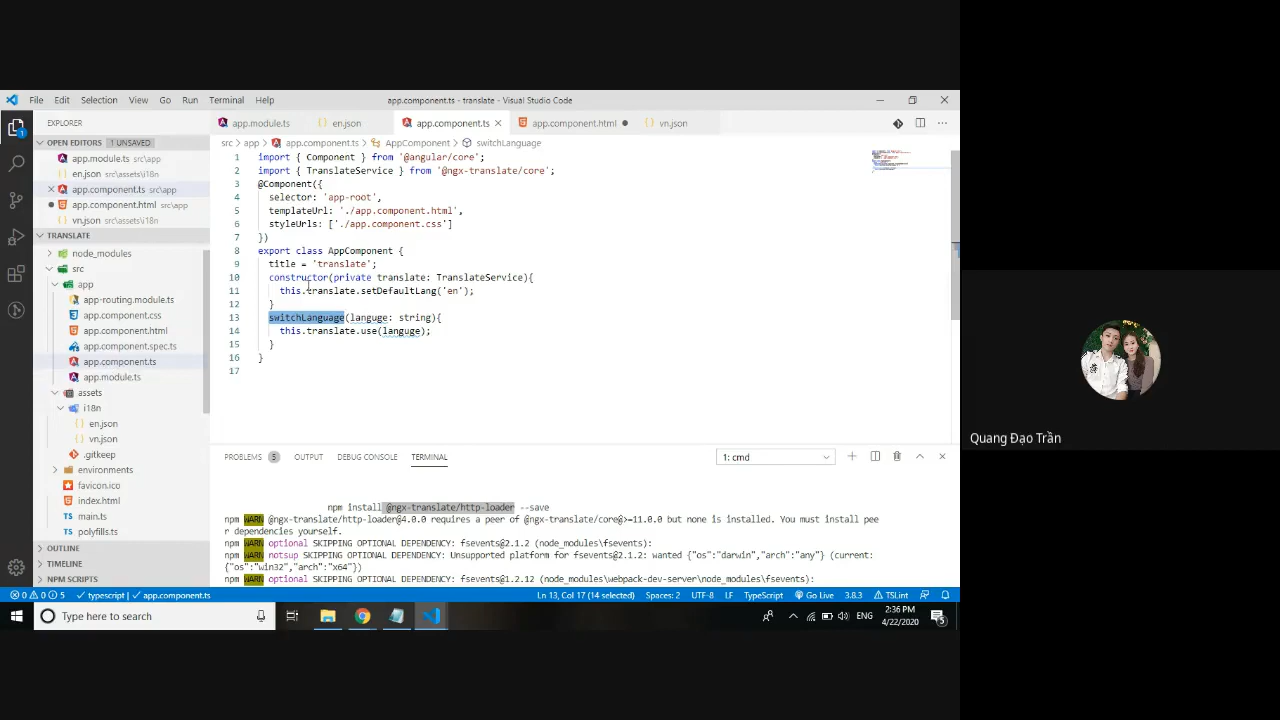 File Edit Selection View Go Run Terminal Help
app.component.ts - translate - Visual Studio Code
EXPLORER
app.module.ts
en.json
app.component.ts
app.component.html
vn.json
OPEN EDITORS 1 UNSAVED
app.module.ts src\app
en.json src\assets\i18n
app.component.ts src\app
app.component.html src\app
vn.json src\assets\i18n
TRANSLATE
node_modules
src
app
app-routing.module.ts
app.component.css
app.component.html
app.component.spec.ts
app.component.ts
app.module.ts
assets
i18n
en.json
vn.json
.gitkeep
environments
favicon.ico
index.html
main.ts
polyfills.ts
OUTLINE
TIMELINE
NPM SCRIPTS
src > app > app.component.ts > AppComponent > switchLanguage
1 import { Component } from '@angular/core';
2 import { TranslateService } from '@ngx-translate/core';
3 @Component({
4 selector: 'app-root',
5 templateUrl: './app.component.html',
6 styleUrls: ['./app.component.css']
7 })
8 export class AppComponent {
9 title = 'translate';
10 constructor(private translate: TranslateService){
11 this.translate.setDefaultLang('en');
12 }
13 switchLanguage(languge: string){
14 this.translate.use(languge);
15 }
16 }
17
PROBLEMS 5 OUTPUT DEBUG CONSOLE TERMINAL
1: cmd
npm install @ngx-translate/http-loader --save
npm WARN @ngx-translate/http-loader@4.0.0 requires a peer of @ngx-translate/core@>=11.0.0 but none is installed. You must install pee
r dependencies yourself.
npm WARN optional SKIPPING OPTIONAL DEPENDENCY: fsevents@2.1.2 (node_modules\fsevents):
npm WARN notsup SKIPPING OPTIONAL DEPENDENCY: Unsupported platform for fsevents@2.1.2: wanted {"os":"darwin","arch":"any"} (current:
{"os":"win32","arch":"x64"})
npm WARN optional SKIPPING OPTIONAL DEPENDENCY: fsevents@1.2.12 (node_modules\webpack-dev-server\node_modules\fsevents):
0 0 5 typescript | app.component.ts
Ln 13, Col 17 (14 selected) Spaces: 2 UTF-8 LF TypeScript Go Live 3.8.3 TSLint
Type here to search
ENG
2:36 PM
4/22/2020
5
1
Quang Đạo Trần